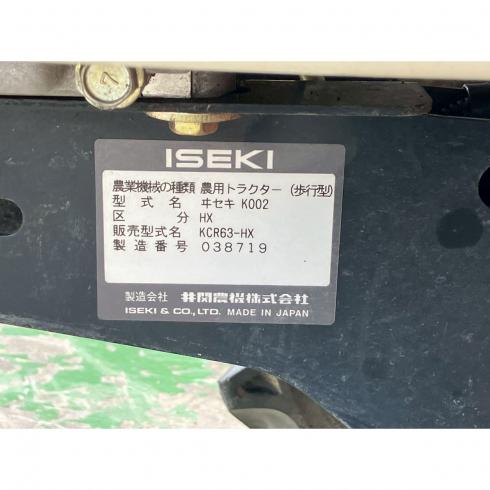 7
ISEKI
農業機械の種類 農用トラクター (歩行型)
型式名 ヰセキ K002
区分 HX
販売型式名 KCR63-HX
製造番号 038719
製造会社 井関農機株式会社
ISEKI & CO., LTD. MADE IN JAPAN